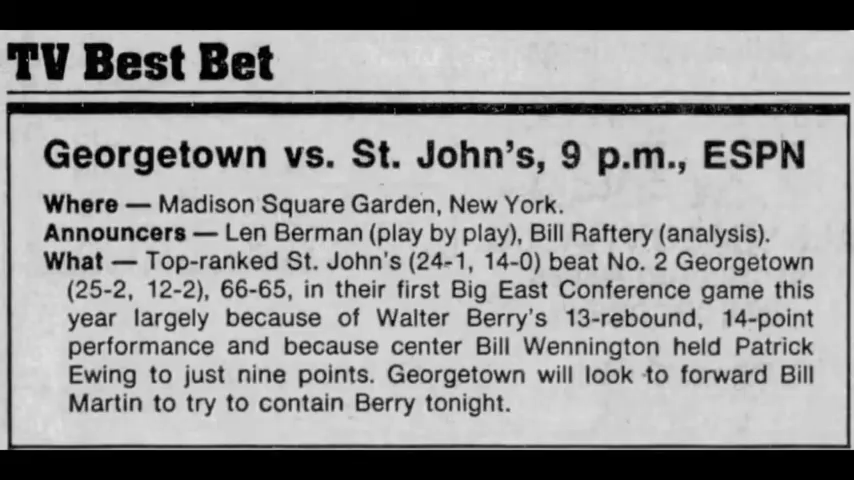 TV Best Bet
Georgetown vs. St. John's, 9 p.m., ESPN
Where — Madison Square Garden, New York.
Announcers — Len Berman (play by play), Bill Raftery (analysis).
What — Top-ranked St. John's (24-1, 14-0) beat No. 2 Georgetown
(25-2, 12-2), 66-65, in their first Big East Conference game this
year largely because of Walter Berry's 13-rebound, 14-point
performance and because center Bill Wennington held Patrick
Ewing to just nine points. Georgetown will look to forward Bill
Martin to try to contain Berry tonight.